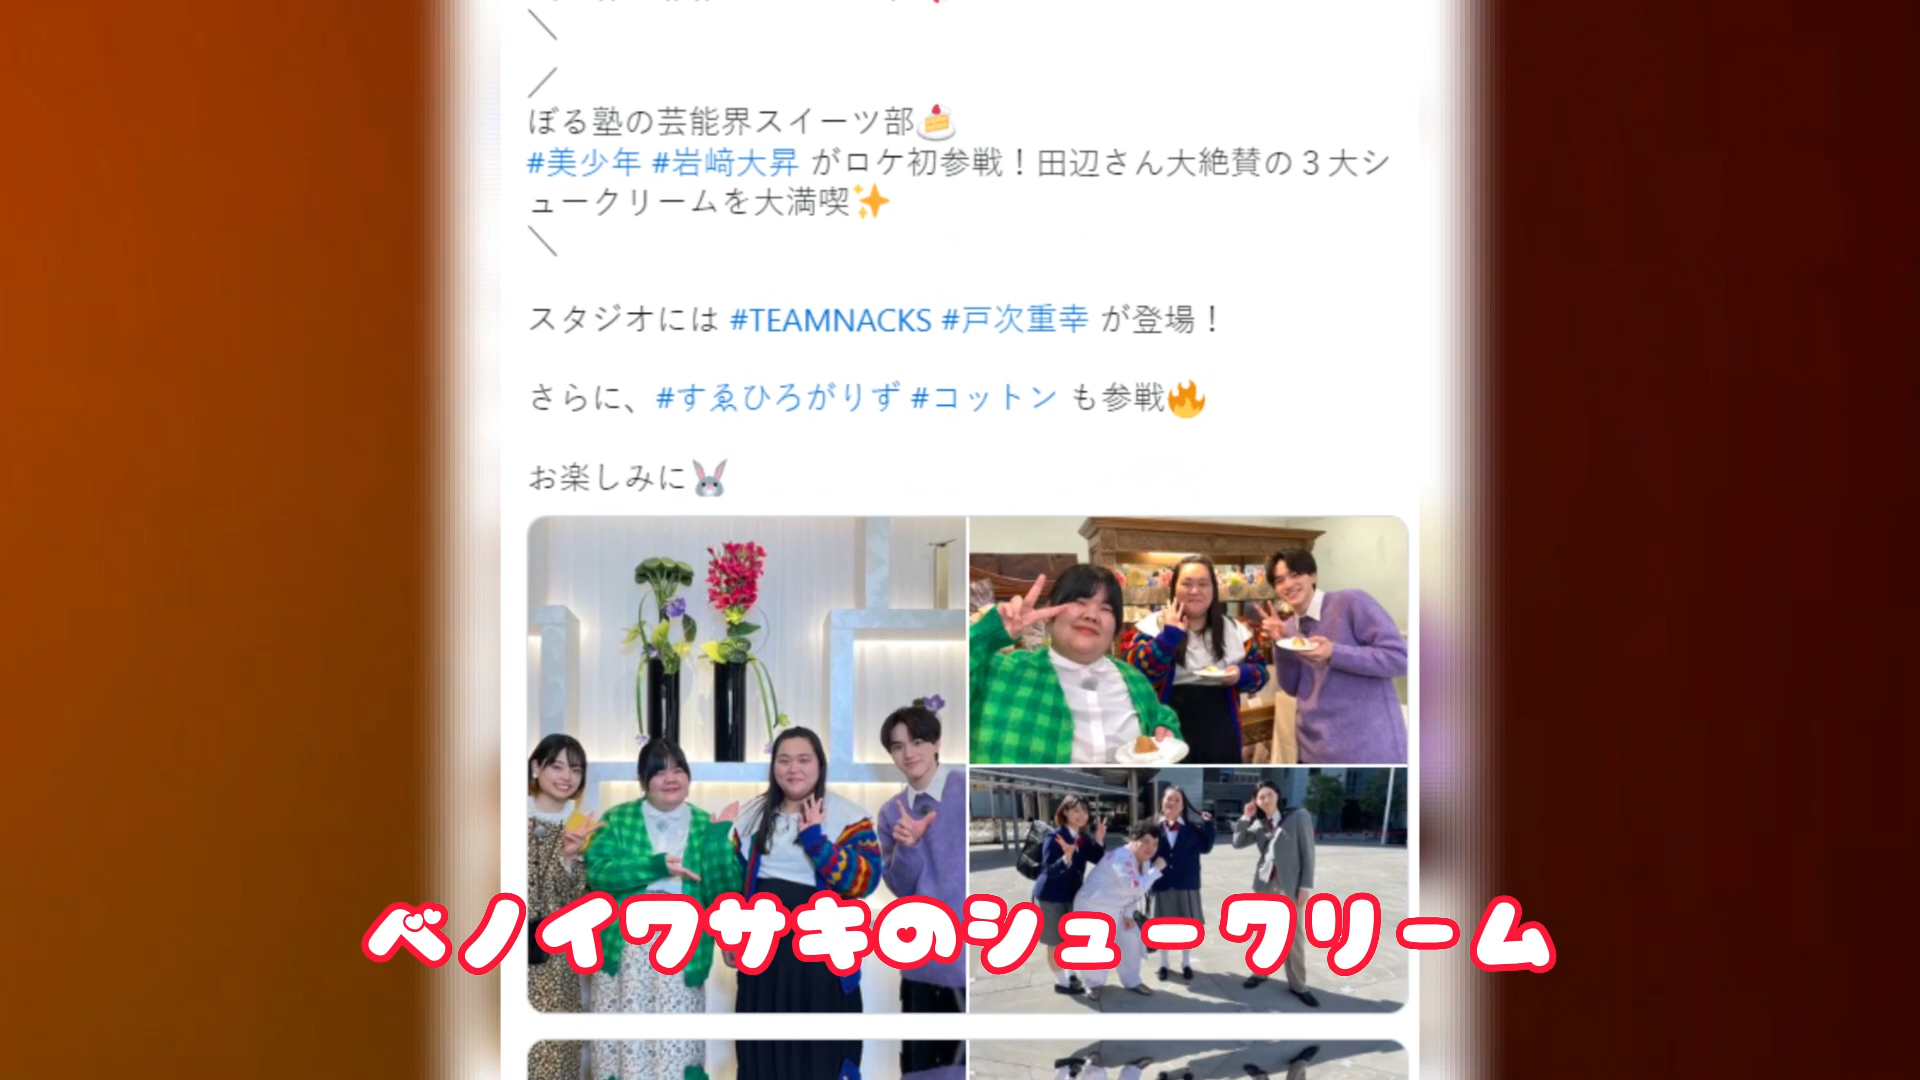 ＼
／
ぼる塾の芸能界スイーツ部🍰
#美少年 #岩﨑大昇 がロケ初参戦！田辺さん大絶賛の３大シ
ュークリームを大満喫✨
＼
スタジオには #TEAMNACKS #戸次重幸 が登場！
さらに、#すゑひろがりず #コットン も参戦🔥
お楽しみに🐰
ベノイワサキのシュークリーム